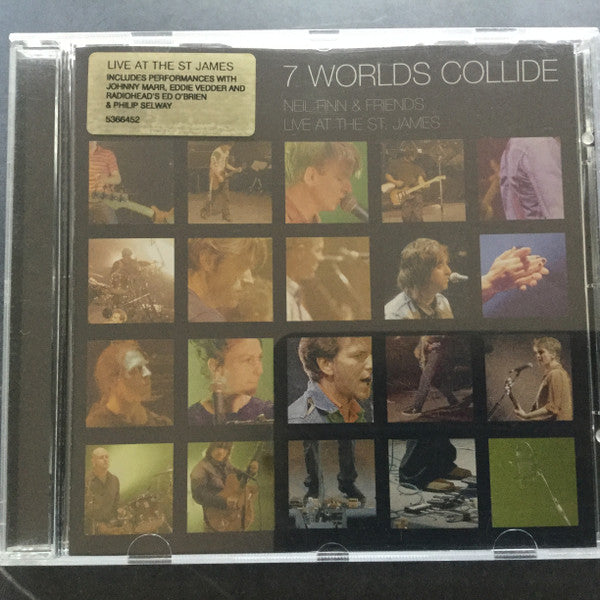 LIVE AT THE ST JAMES
INCLUDES PERFORMANCES WITH
JOHNNY MARR, EDDIE VEDDER AND
RADIOHEAD'S ED O'BRIEN
& PHILIP SELWAY
5366452
7 WORLDS COLLIDE
NEIL FINN & FRIENDS
LIVE AT THE ST. JAMES